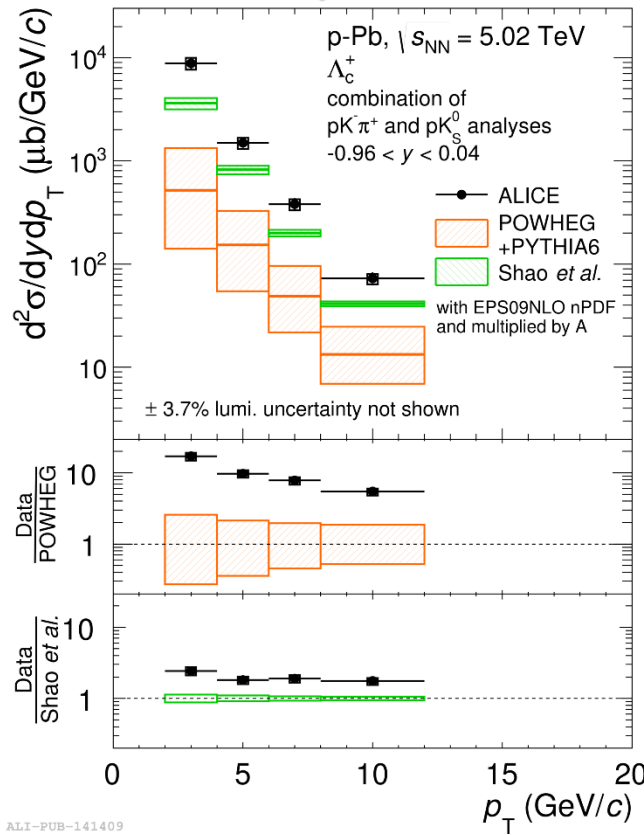 p-Pb, \ s_NN = 5.02 TeV
Λ_c^+
combination of
pK^-π^+ and pK_S^0 analyses
-0.96 < y < 0.04
ALICE
POWHEG
+PYTHIA6
Shao et al.
with EPS09NLO nPDF
and multiplied by A
± 3.7% lumi. uncertainty not shown
d²σ/dydp_T (μb/GeV/c)
10^4
10^3
10^2
10
Data
POWHEG
10
1
Data
Shao et al.
10
1
0 5 10 15 20
p_T (GeV/c)
ALI-PUB-141409